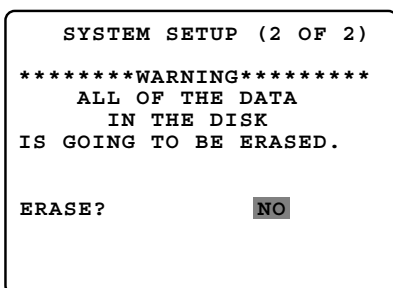 SYSTEM SETUP (2 OF 2)
********WARNING*********
ALL OF THE DATA
IN THE DISK
IS GOING TO BE ERASED.
ERASE? NO